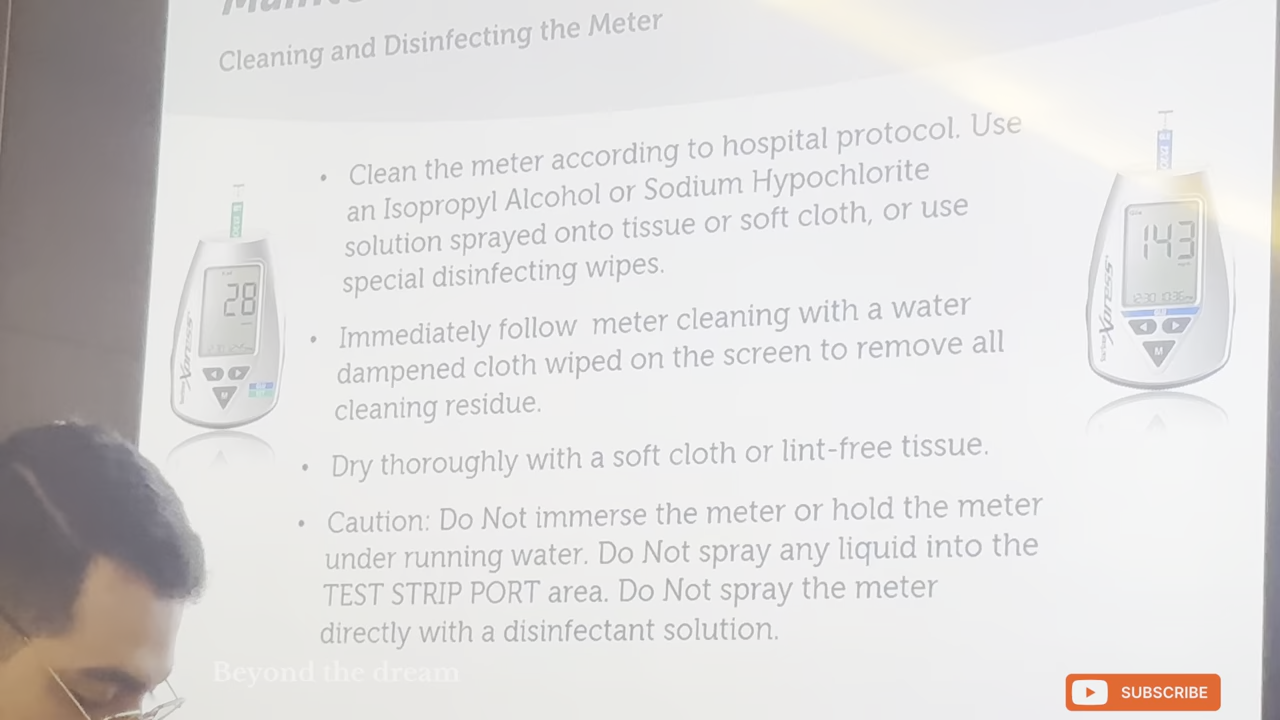 Cleaning and Disinfecting the Meter
• Clean the meter according to hospital protocol. Use
an Isopropyl Alcohol or Sodium Hypochlorite
solution sprayed onto tissue or soft cloth, or use
special disinfecting wipes.
• Immediately follow meter cleaning with a water
dampened cloth wiped on the screen to remove all
cleaning residue.
• Dry thoroughly with a soft cloth or lint-free tissue.
• Caution: Do Not immerse the meter or hold the meter
under running water. Do Not spray any liquid into the
TEST STRIP PORT area. Do Not spray the meter
directly with a disinfectant solution.
28
Xpress
143
Xpress
M
M
Beyond the dream
SUBSCRIBE